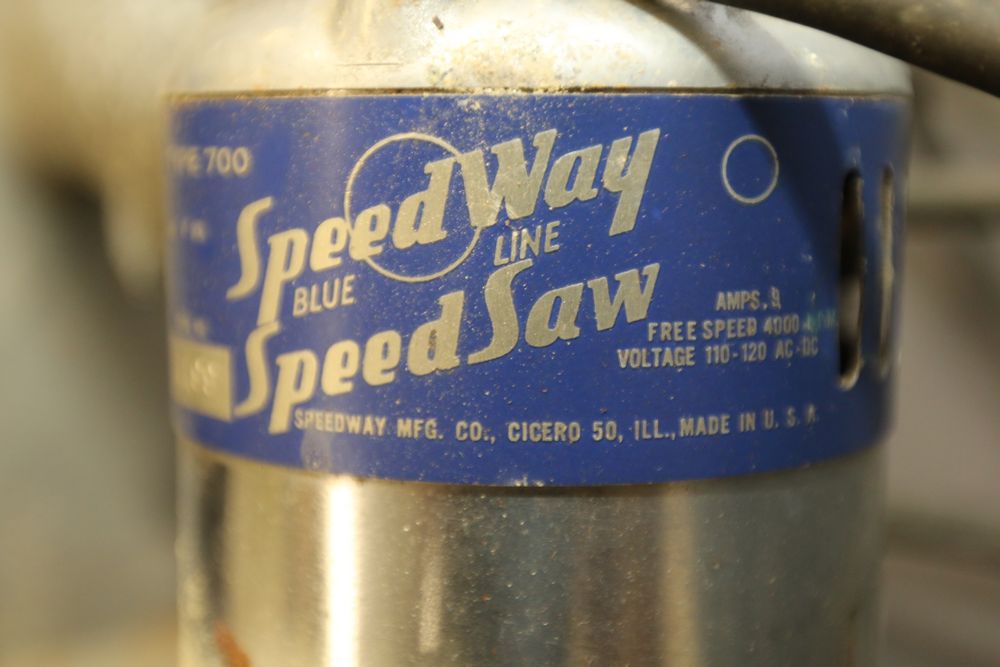 700
SpeedWay
BLUE LINE
SpeedSaw
AMPS.
FREE SPEED 4000
VOLTAGE 110-120 AC-DC
SPEEDWAY MFG. CO., CICERO 50, ILL., MADE IN U. S. A.